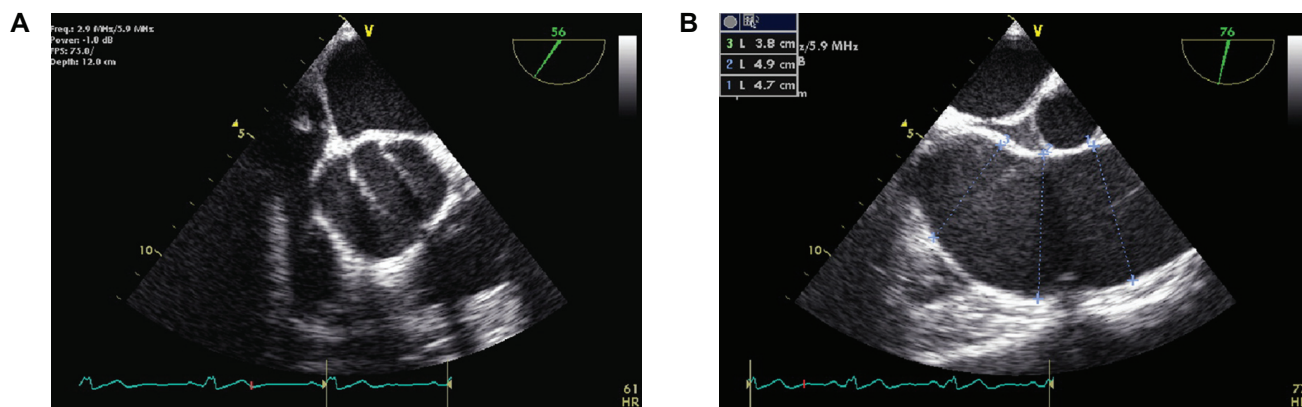 A
Freq.: 2.9 MHz/5.9 MHz
Power: -1.0 dB
FPS: 75.0/
Depth: 12.0 cm
V
56
5
10
61
HR
B
3 L 3.8 cm
2 L 4.9 cm
1 L 4.7 cm
z/5.9 MHz
B
m
V
76
5
10
HR